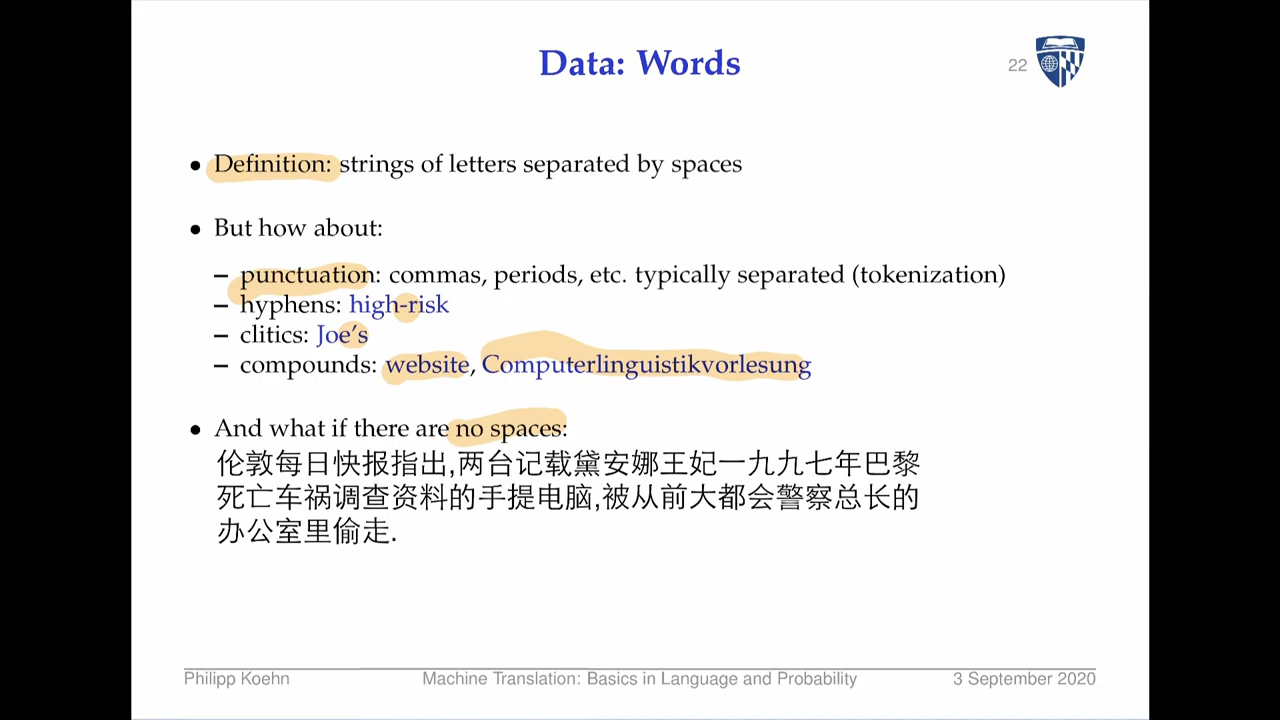 Data: Words
22
• Definition: strings of letters separated by spaces
• But how about:
– punctuation: commas, periods, etc. typically separated (tokenization)
– hyphens: high-risk
– clitics: Joe's
– compounds: website, Computerlinguistikvorlesung
• And what if there are no spaces:
伦敦每日快报指出,两台记载黛安娜王妃一九九七年巴黎
死亡车祸调查资料的手提电脑,被从前大都会警察总长的
办公室里偷走.
Philipp Koehn Machine Translation: Basics in Language and Probability 3 September 2020